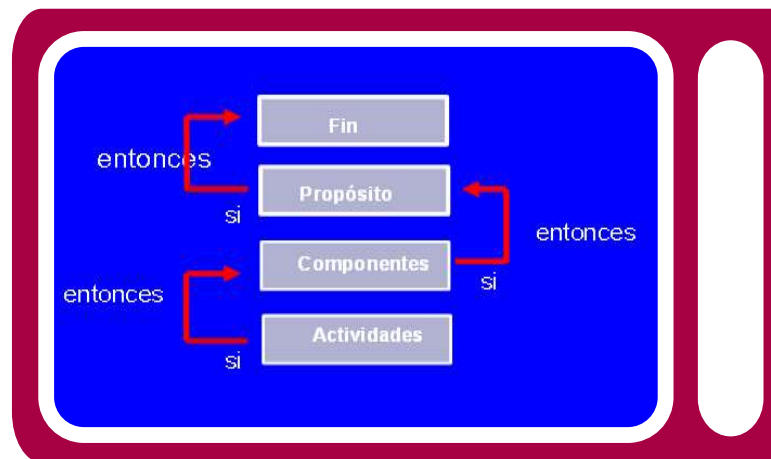 Fin
entonces
Propósito
si
entonces
Componentes
si
entonces
Actividades
si